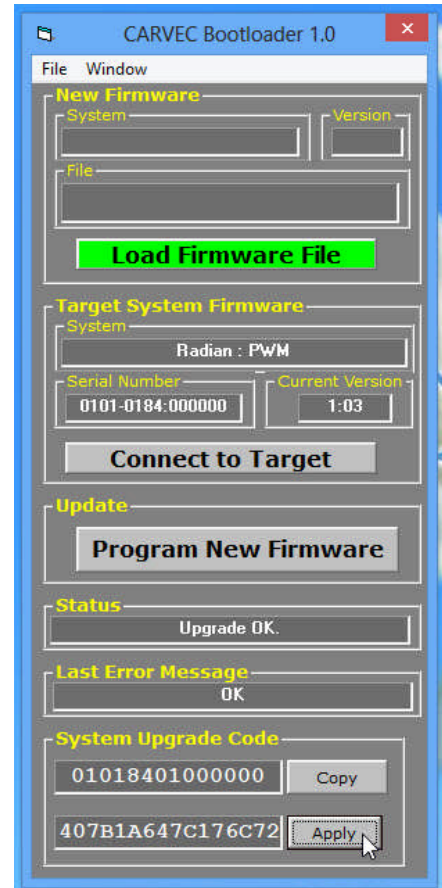 CARVEC Bootloader 1.0
File Window
New Firmware
System Version
File
Load Firmware File
Target System Firmware
System
Radian : PWM
Serial Number Current Version
0101-0184:000000 1:03
Connect to Target
Update
Program New Firmware
Status
Upgrade OK.
Last Error Message
OK
System Upgrade Code
01018401000000 Copy
407B1A647C176C72 Apply